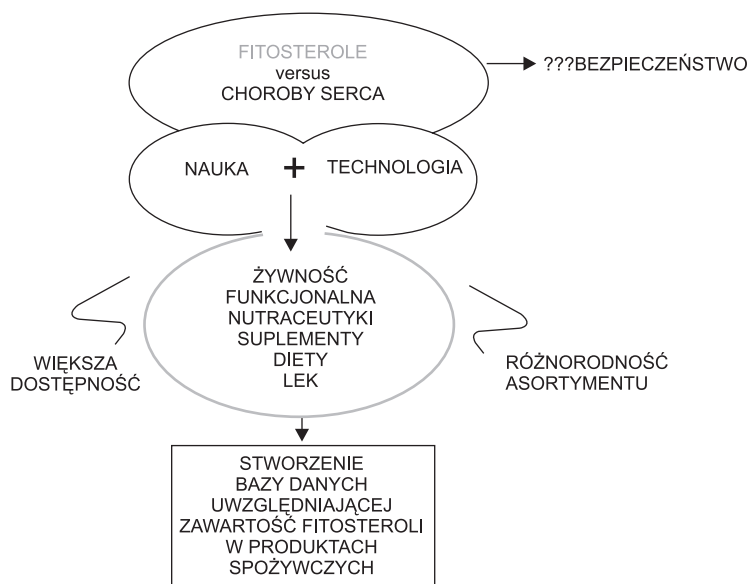 FITOSTEROLE
versus
CHOROBY SERCA
???BEZPIECZEŃSTWO
NAUKA + TECHNOLOGIA
ŻYWNOŚĆ
FUNKCJONALNA
NUTRACEUTYKI
SUPLEMENTY
DIETY
LEK
WIĘKSZA
DOSTĘPNOŚĆ
RÓŻNORODNOŚĆ
ASORTYMENTU
STWORZENIE
BAZY DANYCH
UWZGLĘDNIAJĄCEJ
ZAWARTOŚĆ FITOSTEROLI
W PRODUKTACH
SPOŻYWCZYCH